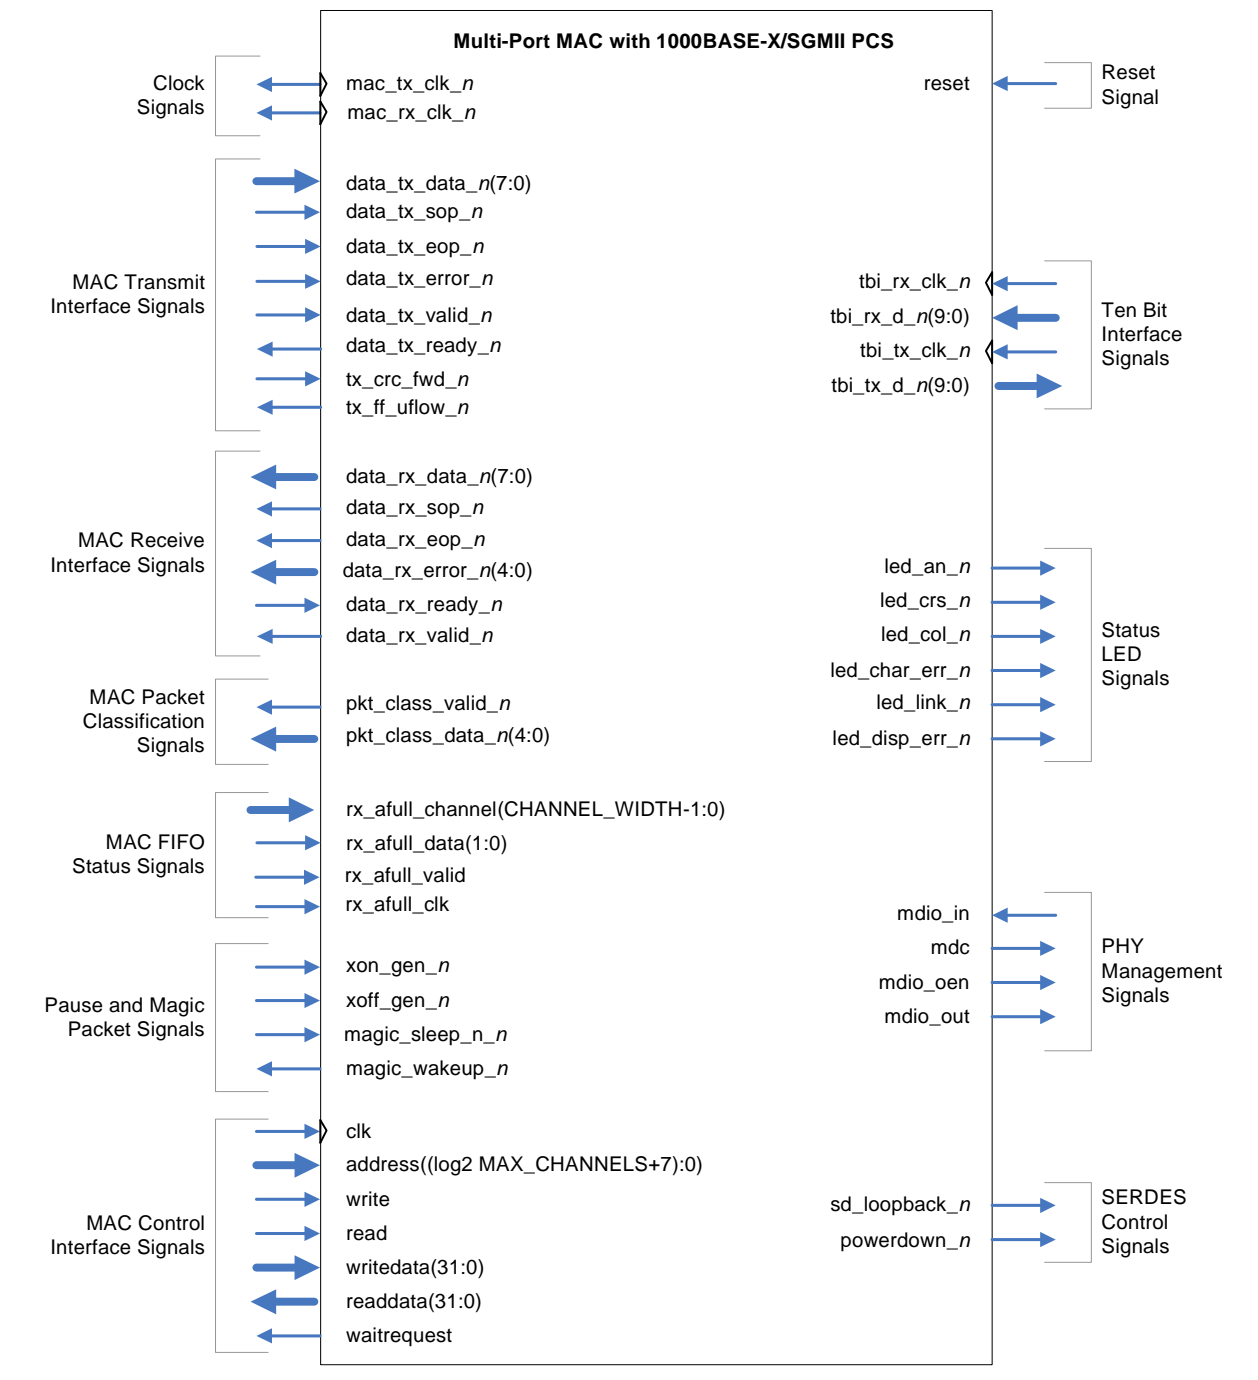 Multi-Port MAC with 1000BASE-X/SGMII PCS
Clock
Signals
mac_tx_clk_n
mac_rx_clk_n
MAC Transmit
Interface Signals
data_tx_data_n(7:0)
data_tx_sop_n
data_tx_eop_n
data_tx_error_n
data_tx_valid_n
data_tx_ready_n
tx_crc_fwd_n
tx_ff_uflow_n
MAC Receive
Interface Signals
data_rx_data_n(7:0)
data_rx_sop_n
data_rx_eop_n
data_rx_error_n(4:0)
data_rx_ready_n
data_rx_valid_n
MAC Packet
Classification
Signals
pkt_class_valid_n
pkt_class_data_n(4:0)
MAC FIFO
Status Signals
rx_afull_channel(CHANNEL_WIDTH-1:0)
rx_afull_data(1:0)
rx_afull_valid
rx_afull_clk
Pause and Magic
Packet Signals
xon_gen_n
xoff_gen_n
magic_sleep_n_n
magic_wakeup_n
MAC Control
Interface Signals
clk
address((log2 MAX_CHANNELS+7):0)
write
read
writedata(31:0)
readdata(31:0)
waitrequest
reset
Reset
Signal
tbi_rx_clk_n
tbi_rx_d_n(9:0)
tbi_tx_clk_n
tbi_tx_d_n(9:0)
Ten Bit
Interface
Signals
led_an_n
led_crs_n
led_col_n
led_char_err_n
led_link_n
led_disp_err_n
Status
LED
Signals
mdio_in
mdc
mdio_oen
mdio_out
PHY
Management
Signals
sd_loopback_n
powerdown_n
SERDES
Control
Signals